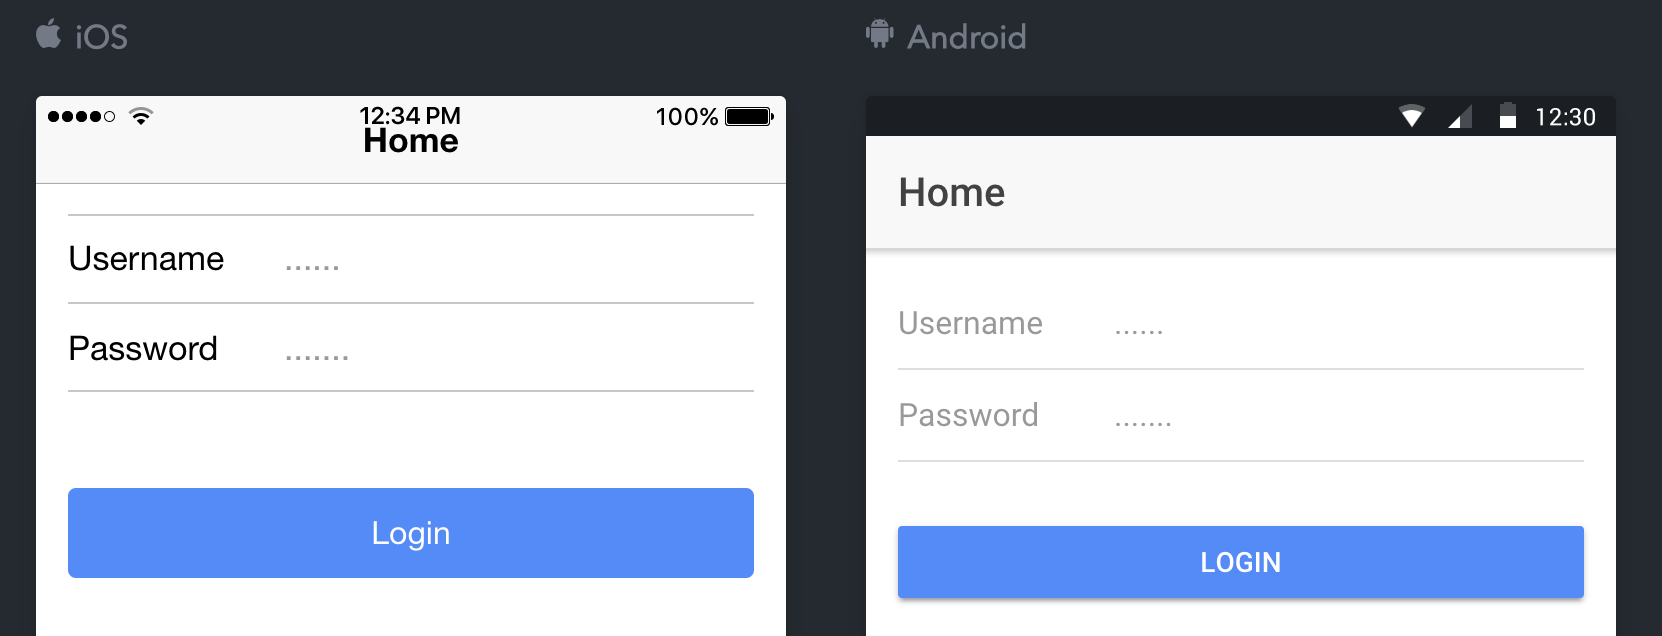 iOS
12:34 PM
100%
Home
Username ......
Password .......
Login
Android
12:30
Home
Username ......
Password .......
LOGIN